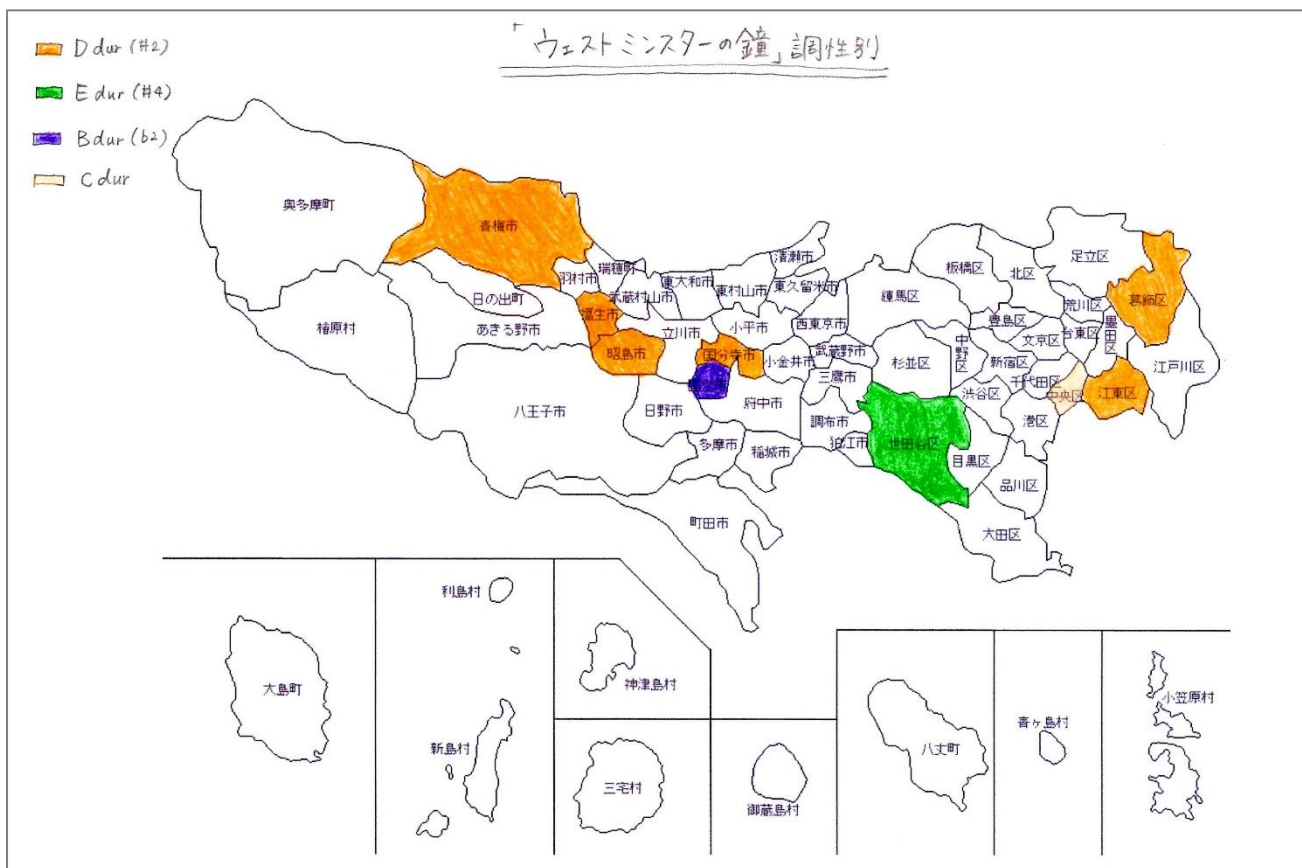 「ウェストミンスターの鐘」調性別
D dur (#2)
E dur (#4)
B dur (b2)
C dur
奥多摩町
青梅市
檜原村
日の出町
あきる野市
羽村市
瑞穂町
武蔵村山市
東大和市
東村山市
清瀬市
東久留米市
福生市
昭島市
立川市
小平市
西東京市
国分寺市
小金井市
武蔵野市
三鷹市
八王子市
日野市
府中市
調布市
狛江市
多摩市
稲城市
町田市
練馬区
板橋区
北区
足立区
葛飾区
荒川区
豊島区
文京区
台東区
墨田区
江戸川区
杉並区
中野区
新宿区
千代田区
中央区
江東区
渋谷区
港区
世田谷区
目黒区
品川区
大田区
大島町
利島村
新島村
神津島村
三宅村
御蔵島村
八丈町
青ヶ島村
小笠原村